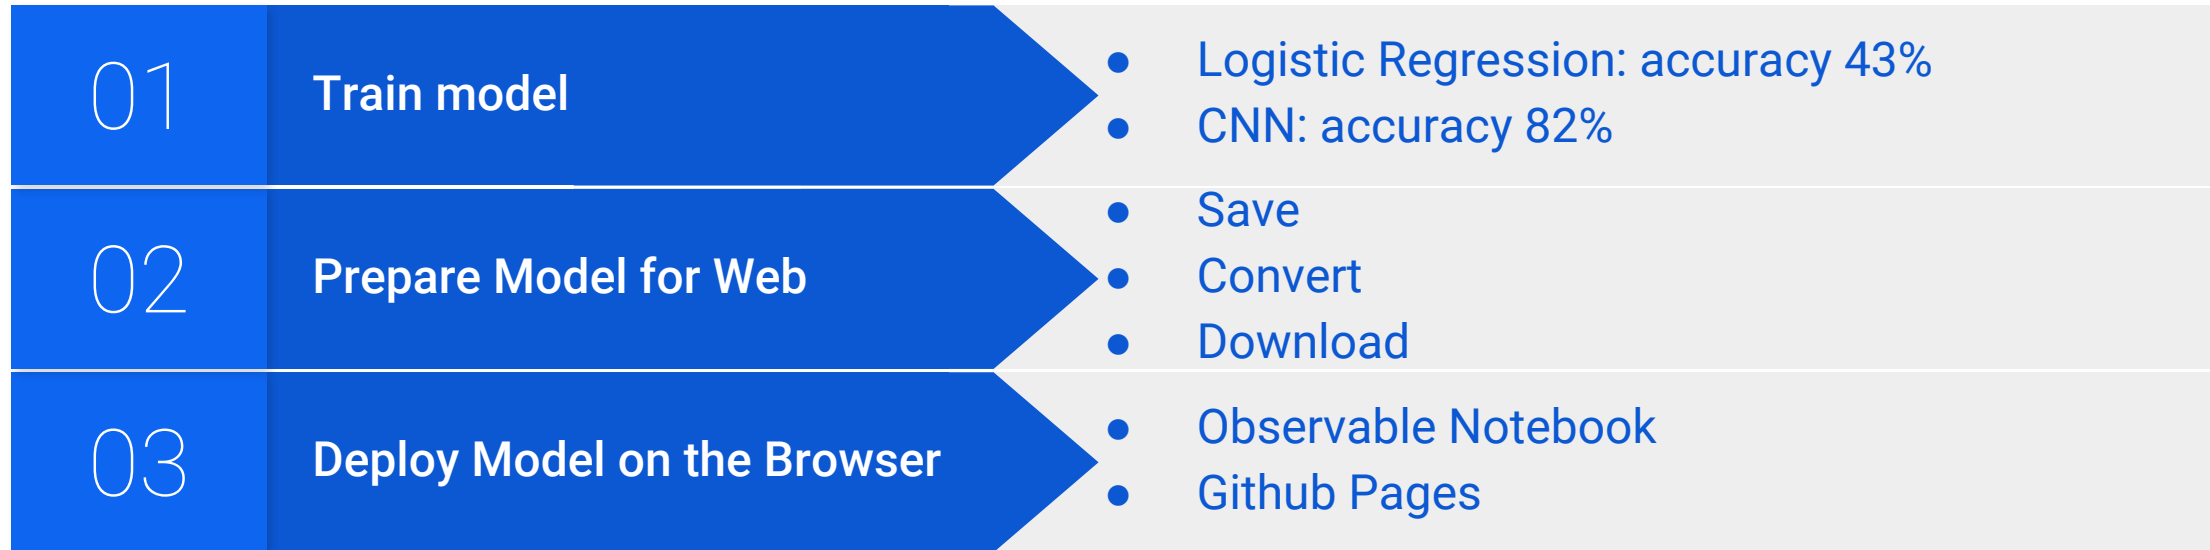 01
Train model
● Logistic Regression: accuracy 43%
● CNN: accuracy 82%
02
Prepare Model for Web
● Save
● Convert
● Download
03
Deploy Model on the Browser
● Observable Notebook
● Github Pages